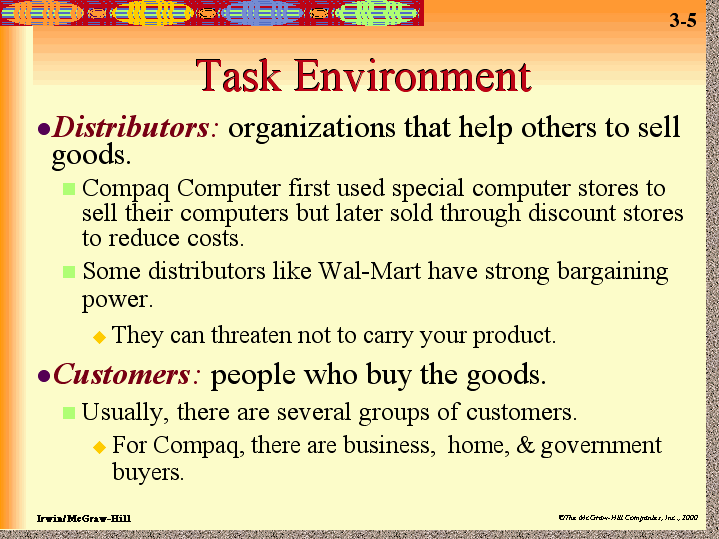 3-5
Task Environment
Distributors: organizations that help others to sell
goods.
Compaq Computer first used special computer stores to
sell their computers but later sold through discount stores
to reduce costs.
Some distributors like Wal-Mart have strong bargaining
power.
They can threaten not to carry your product.
Customers: people who buy the goods.
Usually, there are several groups of customers.
For Compaq, there are business, home, & government
buyers.
Irwin/McGraw-Hill
©The McGraw-Hill Companies, Inc., 2000